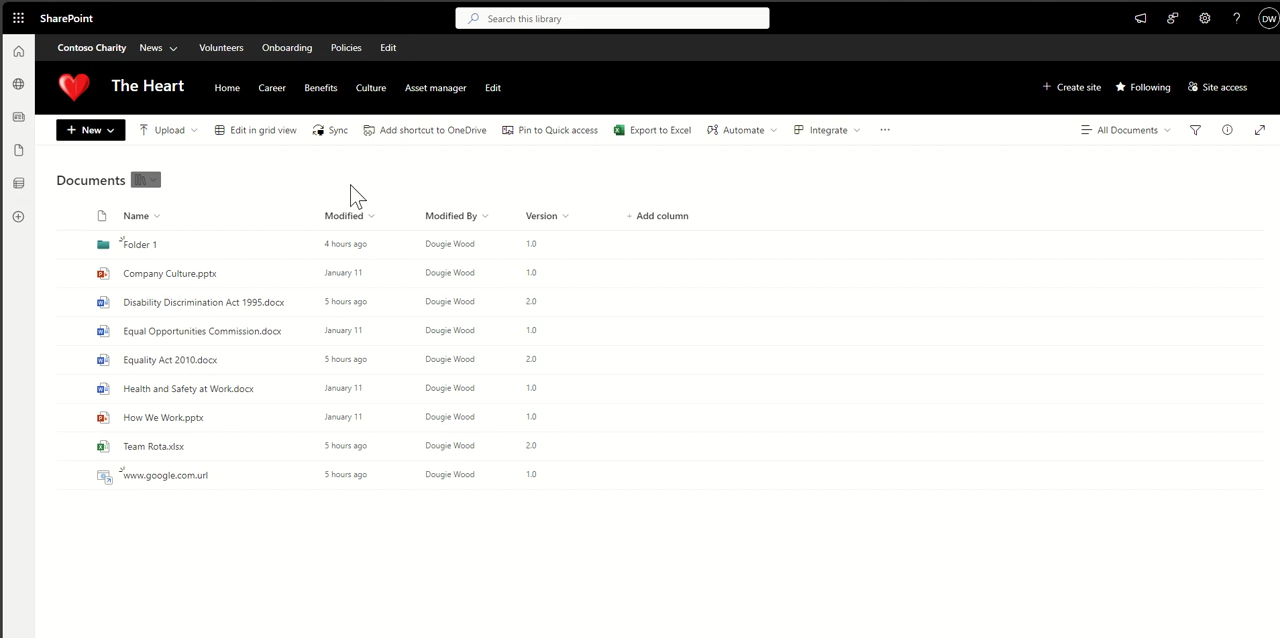 SharePoint Search this library ? DW
Contoso Charity News Volunteers Onboarding Policies Edit
The Heart Home Career Benefits Culture Asset manager Edit + Create site Following Site access
+ New Upload Edit in grid view Sync Add shortcut to OneDrive Pin to Quick access Export to Excel Automate Integrate ... All Documents
Documents
Name Modified Modified By Version + Add column
Folder 1 4 hours ago Dougie Wood 1.0
Company Culture.pptx January 11 Dougie Wood 1.0
Disability Discrimination Act 1995.docx 5 hours ago Dougie Wood 2.0
Equal Opportunities Commission.docx January 11 Dougie Wood 1.0
Equality Act 2010.docx 5 hours ago Dougie Wood 2.0
Health and Safety at Work.docx January 11 Dougie Wood 1.0
How We Work.pptx January 11 Dougie Wood 1.0
Team Rota.xlsx 5 hours ago Dougie Wood 2.0
www.google.com.url 5 hours ago Dougie Wood 1.0